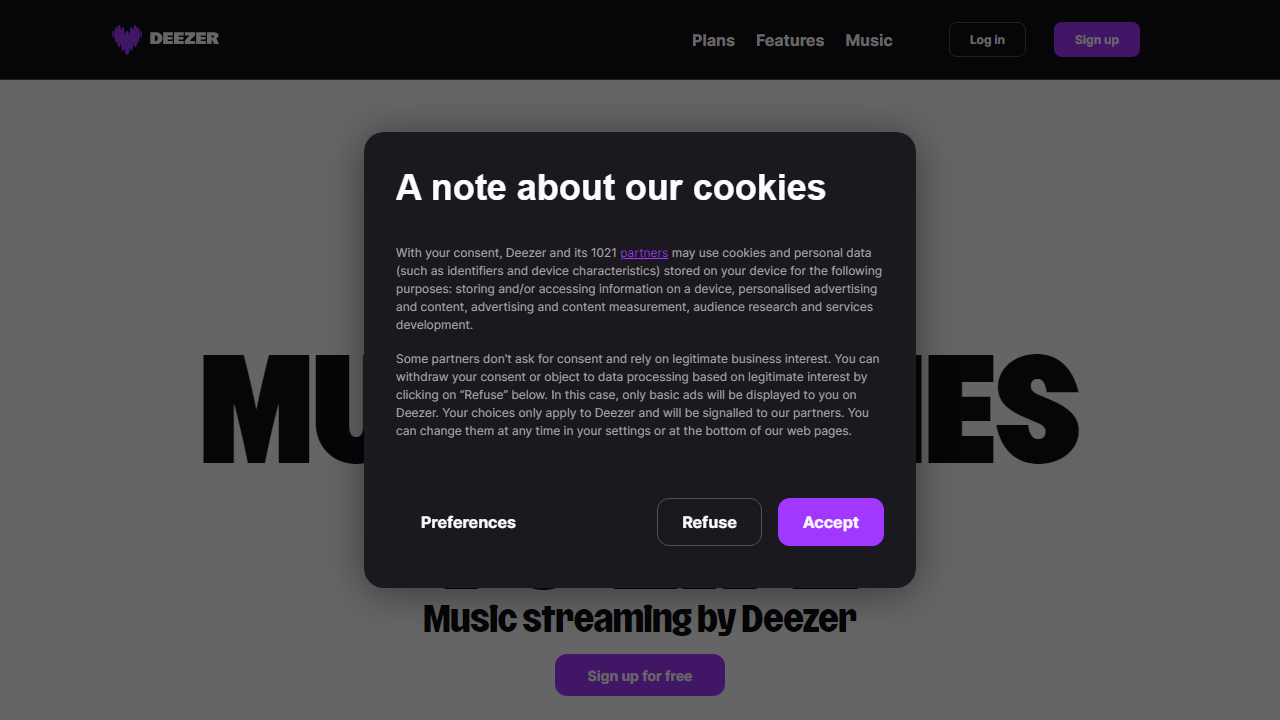 DEEZER
Plans Features Music Log in Sign up
A note about our cookies
With your consent, Deezer and its 1021 partners may use cookies and personal data
(such as identifiers and device characteristics) stored on your device for the following
purposes: storing and/or accessing information on a device, personalised advertising
and content, advertising and content measurement, audience research and services
development.
Some partners don't ask for consent and rely on legitimate business interest. You can
withdraw your consent or object to data processing based on legitimate interest by
clicking on "Refuse" below. In this case, only basic ads will be displayed to you on
Deezer. Your choices only apply to Deezer and will be signalled to our partners. You
can change them at any time in your settings or at the bottom of our web pages.
Preferences Refuse Accept
Music streaming by Deezer
Sign up for free